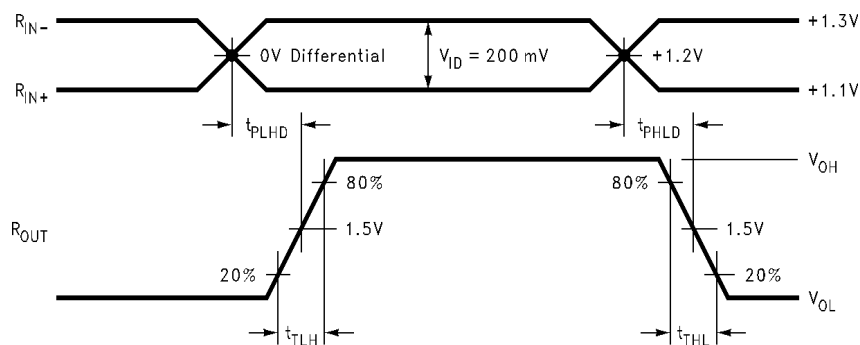 R_IN- +1.3V
0V Differential V_ID = 200 mV +1.2V
R_IN+ +1.1V
t_PLHD t_PHLD
V_OH
80% 80%
R_OUT 1.5V 1.5V
20% 20%
V_OL
t_TLH t_THL